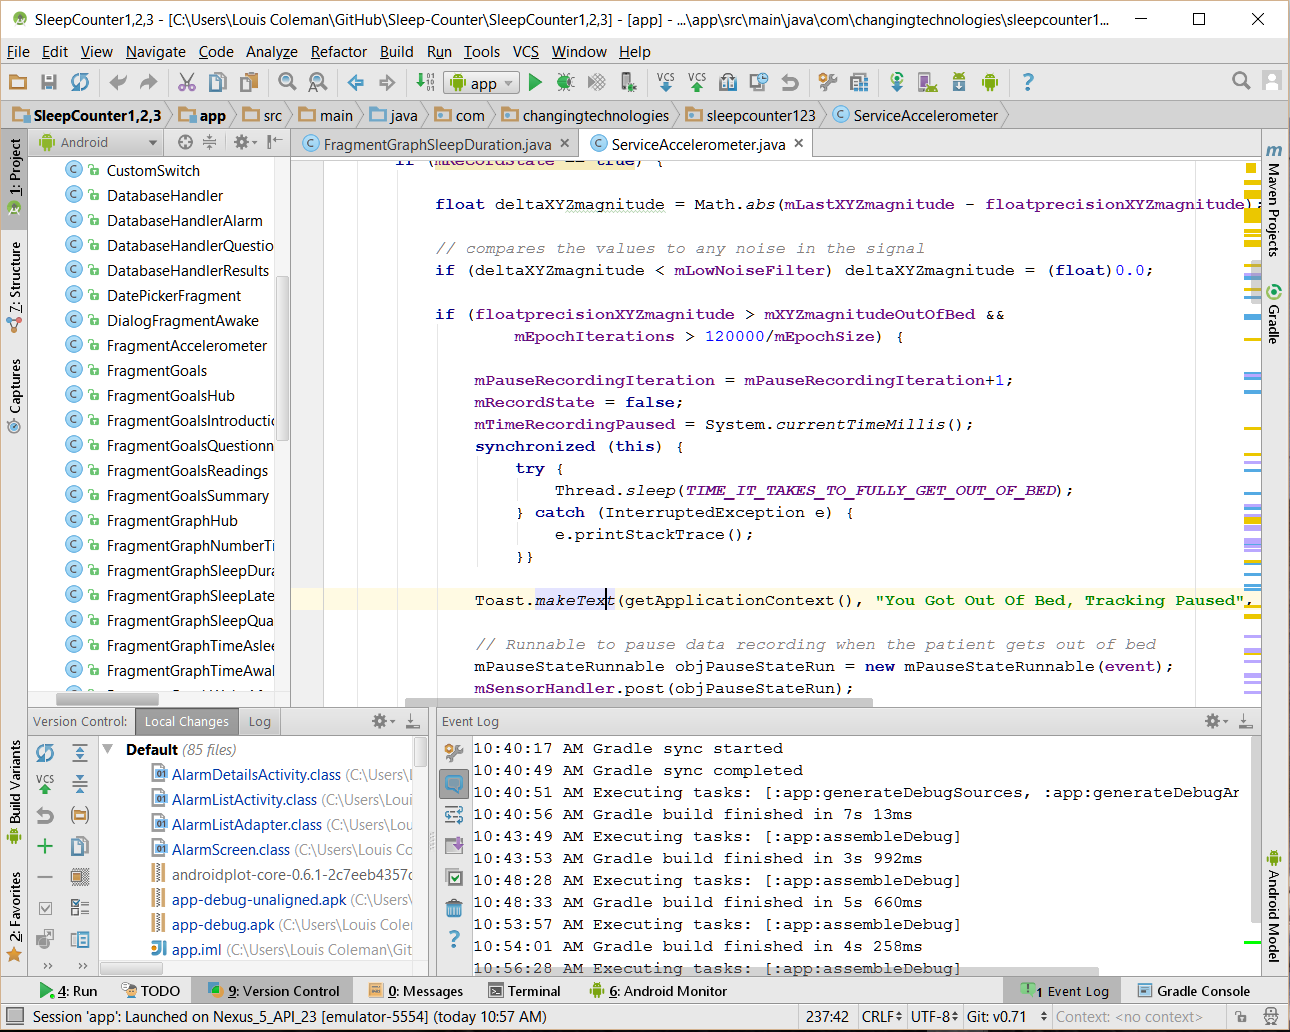 SleepCounter1,2,3 - [C:\Users\Louis Coleman\GitHub\Sleep-Counter\SleepCounter1,2,3] - [app] - ...\app\src\main\java\com\changingtechnologies\sleepcounter1...
File Edit View Navigate Code Analyze Refactor Build Run Tools VCS Window Help
app
SleepCounter1,2,3 app src main java com changingtechnologies sleepcounter123 ServiceAccelerometer
Android
FragmentGraphSleepDuration.java ServiceAccelerometer.java
1: Project
7: Structure
Captures
Build Variants
2: Favorites
CustomSwitch
DatabaseHandler
DatabaseHandlerAlarm
DatabaseHandlerQuestio
DatabaseHandlerResults
DatePickerFragment
DialogFragmentAwake
FragmentAccelerometer
FragmentGoals
FragmentGoalsHub
FragmentGoalsIntroductic
FragmentGoalsQuestionn
FragmentGoalsReadings
FragmentGoalsSummary
FragmentGraphHub
FragmentGraphNumberTi
FragmentGraphSleepDura
FragmentGraphSleepLate
FragmentGraphSleepQua
FragmentGraphTimeAslee
FragmentGraphTimeAwal
if (mRecordState == true) {
float deltaXYZmagnitude = Math.abs(mLastXYZmagnitude - floatprecisionXYZmagnitude);
// compares the values to any noise in the signal
if (deltaXYZmagnitude < mLowNoiseFilter) deltaXYZmagnitude = (float)0.0;
if (floatprecisionXYZmagnitude > mXYZmagnitudeOutOfBed &&
mEpochIterations > 120000/mEpochSize) {
mPauseRecordingIteration = mPauseRecordingIteration+1;
mRecordState = false;
mTimeRecordingPaused = System.currentTimeMillis();
synchronized (this) {
try {
Thread.sleep(TIME_IT_TAKES_TO_FULLY_GET_OUT_OF_BED);
} catch (InterruptedException e) {
e.printStackTrace();
}}
Toast.makeText(getApplicationContext(), "You Got Out Of Bed, Tracking Paused",
// Runnable to pause data recording when the patient gets out of bed
mPauseStateRunnable objPauseStateRun = new mPauseStateRunnable(event);
mSensorHandler.post(objPauseStateRun);
Maven Projects
Gradle
Android Model
Version Control: Local Changes Log
VCS
Default (85 files)
AlarmDetailsActivity.class (C:\Users\L
AlarmListActivity.class (C:\Users\Loui
AlarmListAdapter.class (C:\Users\Lou
AlarmScreen.class (C:\Users\Louis Co
androidplot-core-0.6.1-2c7eeb4357c
app-debug-unaligned.apk (C:\Users\
app-debug.apk (C:\Users\Louis Coler
app.iml (C:\Users\Louis Coleman\Git
Event Log
10:40:17 AM Gradle sync started
10:40:49 AM Gradle sync completed
10:40:51 AM Executing tasks: [:app:generateDebugSources, :app:generateDebugAn
10:40:56 AM Gradle build finished in 7s 13ms
10:43:49 AM Executing tasks: [:app:assembleDebug]
10:43:53 AM Gradle build finished in 3s 992ms
10:48:28 AM Executing tasks: [:app:assembleDebug]
10:48:33 AM Gradle build finished in 5s 660ms
10:53:57 AM Executing tasks: [:app:assembleDebug]
10:54:01 AM Gradle build finished in 4s 258ms
10:56:28 AM Executing tasks: [:app:assembleDebug]
4: Run TODO 9: Version Control 0: Messages Terminal 6: Android Monitor 1 Event Log Gradle Console
Session 'app': Launched on Nexus_5_API_23 [emulator-5554] (today 10:57 AM) 237:42 CRLF UTF-8 Git: v0.71 Context: <no context>